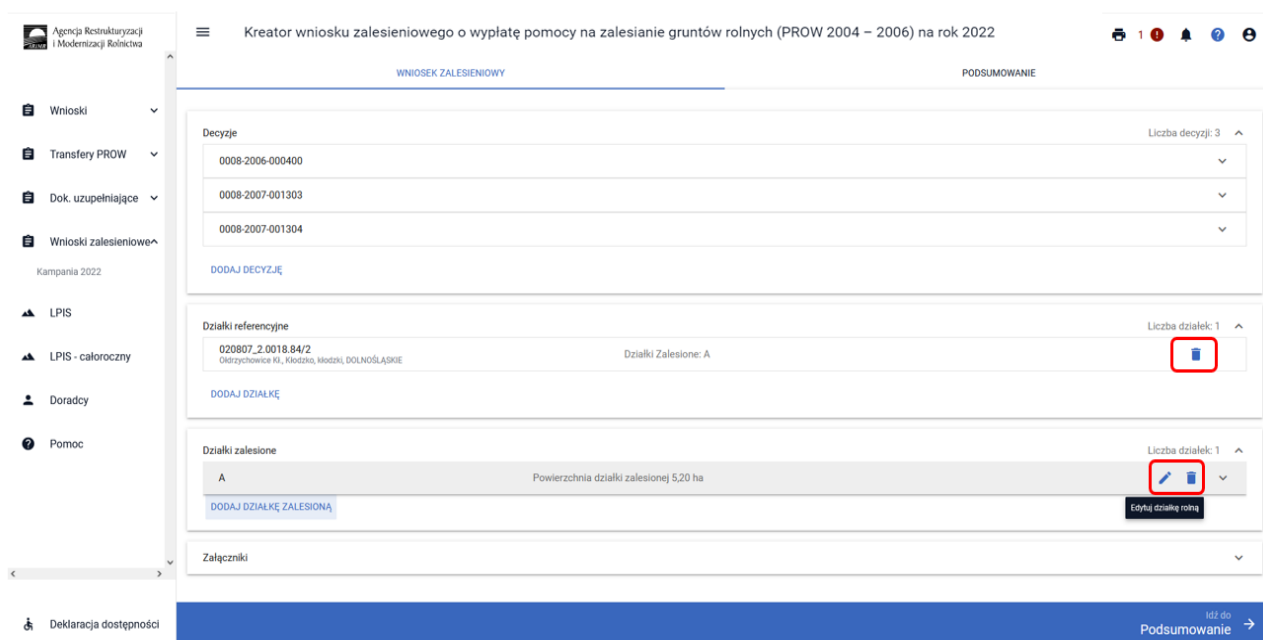 Agencja Restrukturyzacji
i Modernizacji Rolnictwa
Kreator wniosku zalesieniowego o wypłatę pomocy na zalesianie gruntów rolnych (PROW 2004 – 2006) na rok 2022
1
WNIOSEK ZALESIENIOWY
PODSUMOWANIE
Wnioski
Transfery PROW
Dok. uzupełniające
Wnioski zalesieniowe
Kampania 2022
LPIS
LPIS - całoroczny
Doradcy
Pomoc
Deklaracja dostępności
Decyzje
Liczba decyzji: 3
0008-2006-000400
0008-2007-001303
0008-2007-001304
DODAJ DECYZJĘ
Działki referencyjne
Liczba działek: 1
020807_2.0018.84/2
Ołdrzychowice Kł., Kłodzko, kłodzki, DOLNOŚLĄSKIE
Działki Zalesione: A
DODAJ DZIAŁKĘ
Działki zalesione
Liczba działek: 1
A
Powierzchnia działki zalesionej 5,20 ha
DODAJ DZIAŁKĘ ZALESIONĄ
Edytuj działkę rolną
Załączniki
Idź do
Podsumowanie